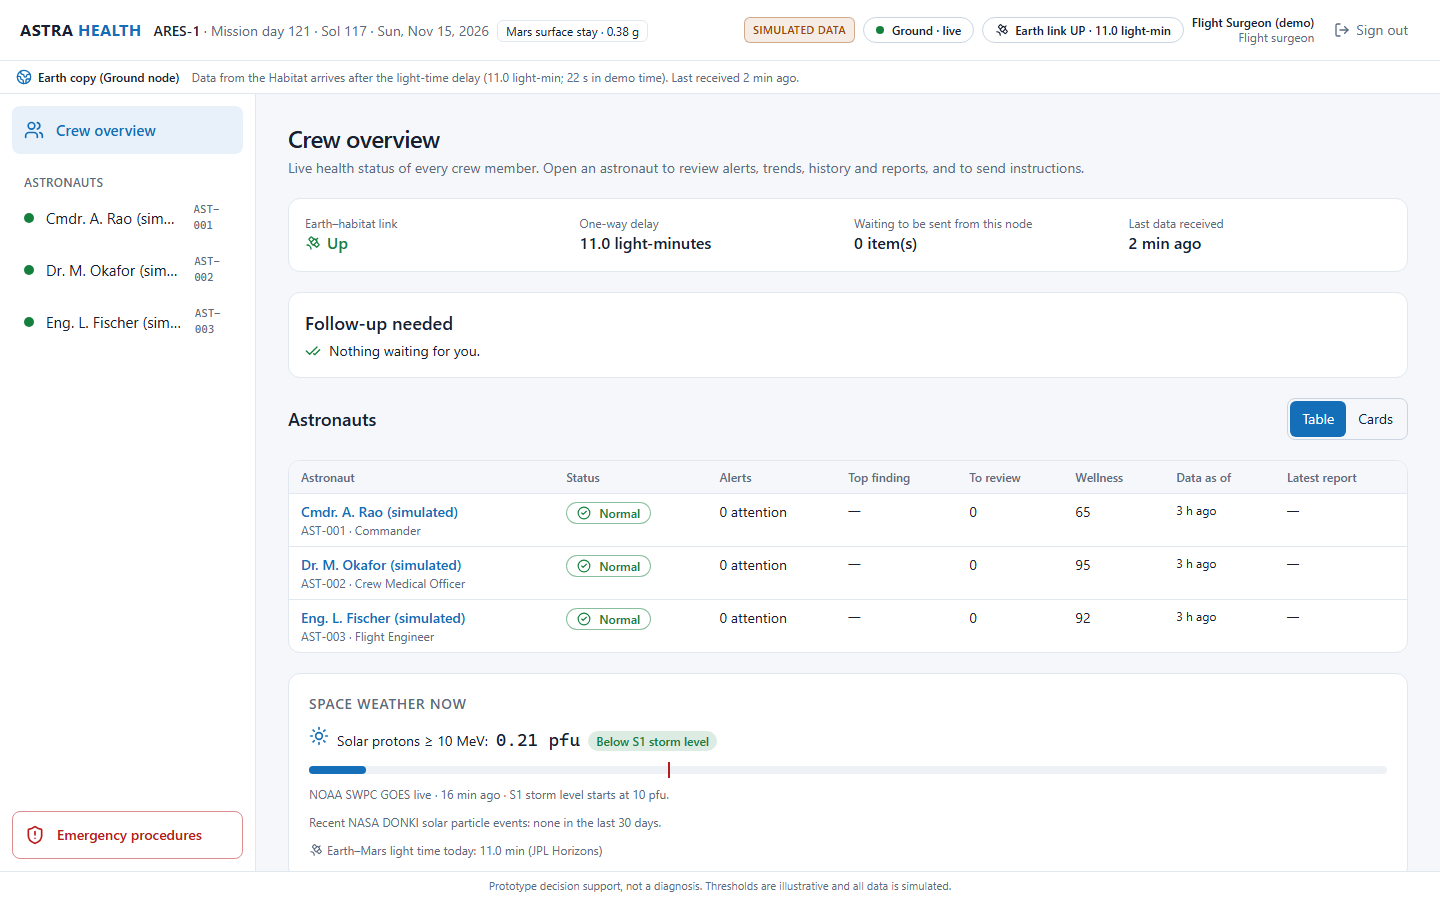 ASTRA HEALTH ARES-1 · Mission day 121 · Sol 117 · Sun, Nov 15, 2026 Mars surface stay · 0.38 g SIMULATED DATA Ground · live Earth link UP · 11.0 light-min Flight Surgeon (demo) Sign out
Flight surgeon
Earth copy (Ground node) Data from the Habitat arrives after the light-time delay (11.0 light-min; 22 s in demo time). Last received 2 min ago.
Crew overview
ASTRONAUTS
Cmdr. A. Rao (sim... AST-
001
Dr. M. Okafor (sim... AST-
002
Eng. L. Fischer (sim... AST-
003
Emergency procedures
Crew overview
Live health status of every crew member. Open an astronaut to review alerts, trends, history and reports, and to send instructions.
Earth–habitat link One-way delay Waiting to be sent from this node Last data received
Up 11.0 light-minutes 0 item(s) 2 min ago
Follow-up needed
Nothing waiting for you.
Astronauts Table Cards
Astronaut Status Alerts Top finding To review Wellness Data as of Latest report
Cmdr. A. Rao (simulated) Normal 0 attention — 0 65 3 h ago —
AST-001 · Commander
Dr. M. Okafor (simulated) Normal 0 attention — 0 95 3 h ago —
AST-002 · Crew Medical Officer
Eng. L. Fischer (simulated) Normal 0 attention — 0 92 3 h ago —
AST-003 · Flight Engineer
SPACE WEATHER NOW
Solar protons ≥ 10 MeV: 0.21 pfu Below S1 storm level
NOAA SWPC GOES live · 16 min ago · S1 storm level starts at 10 pfu.
Recent NASA DONKI solar particle events: none in the last 30 days.
Earth–Mars light time today: 11.0 min (JPL Horizons)
Prototype decision support, not a diagnosis. Thresholds are illustrative and all data is simulated.